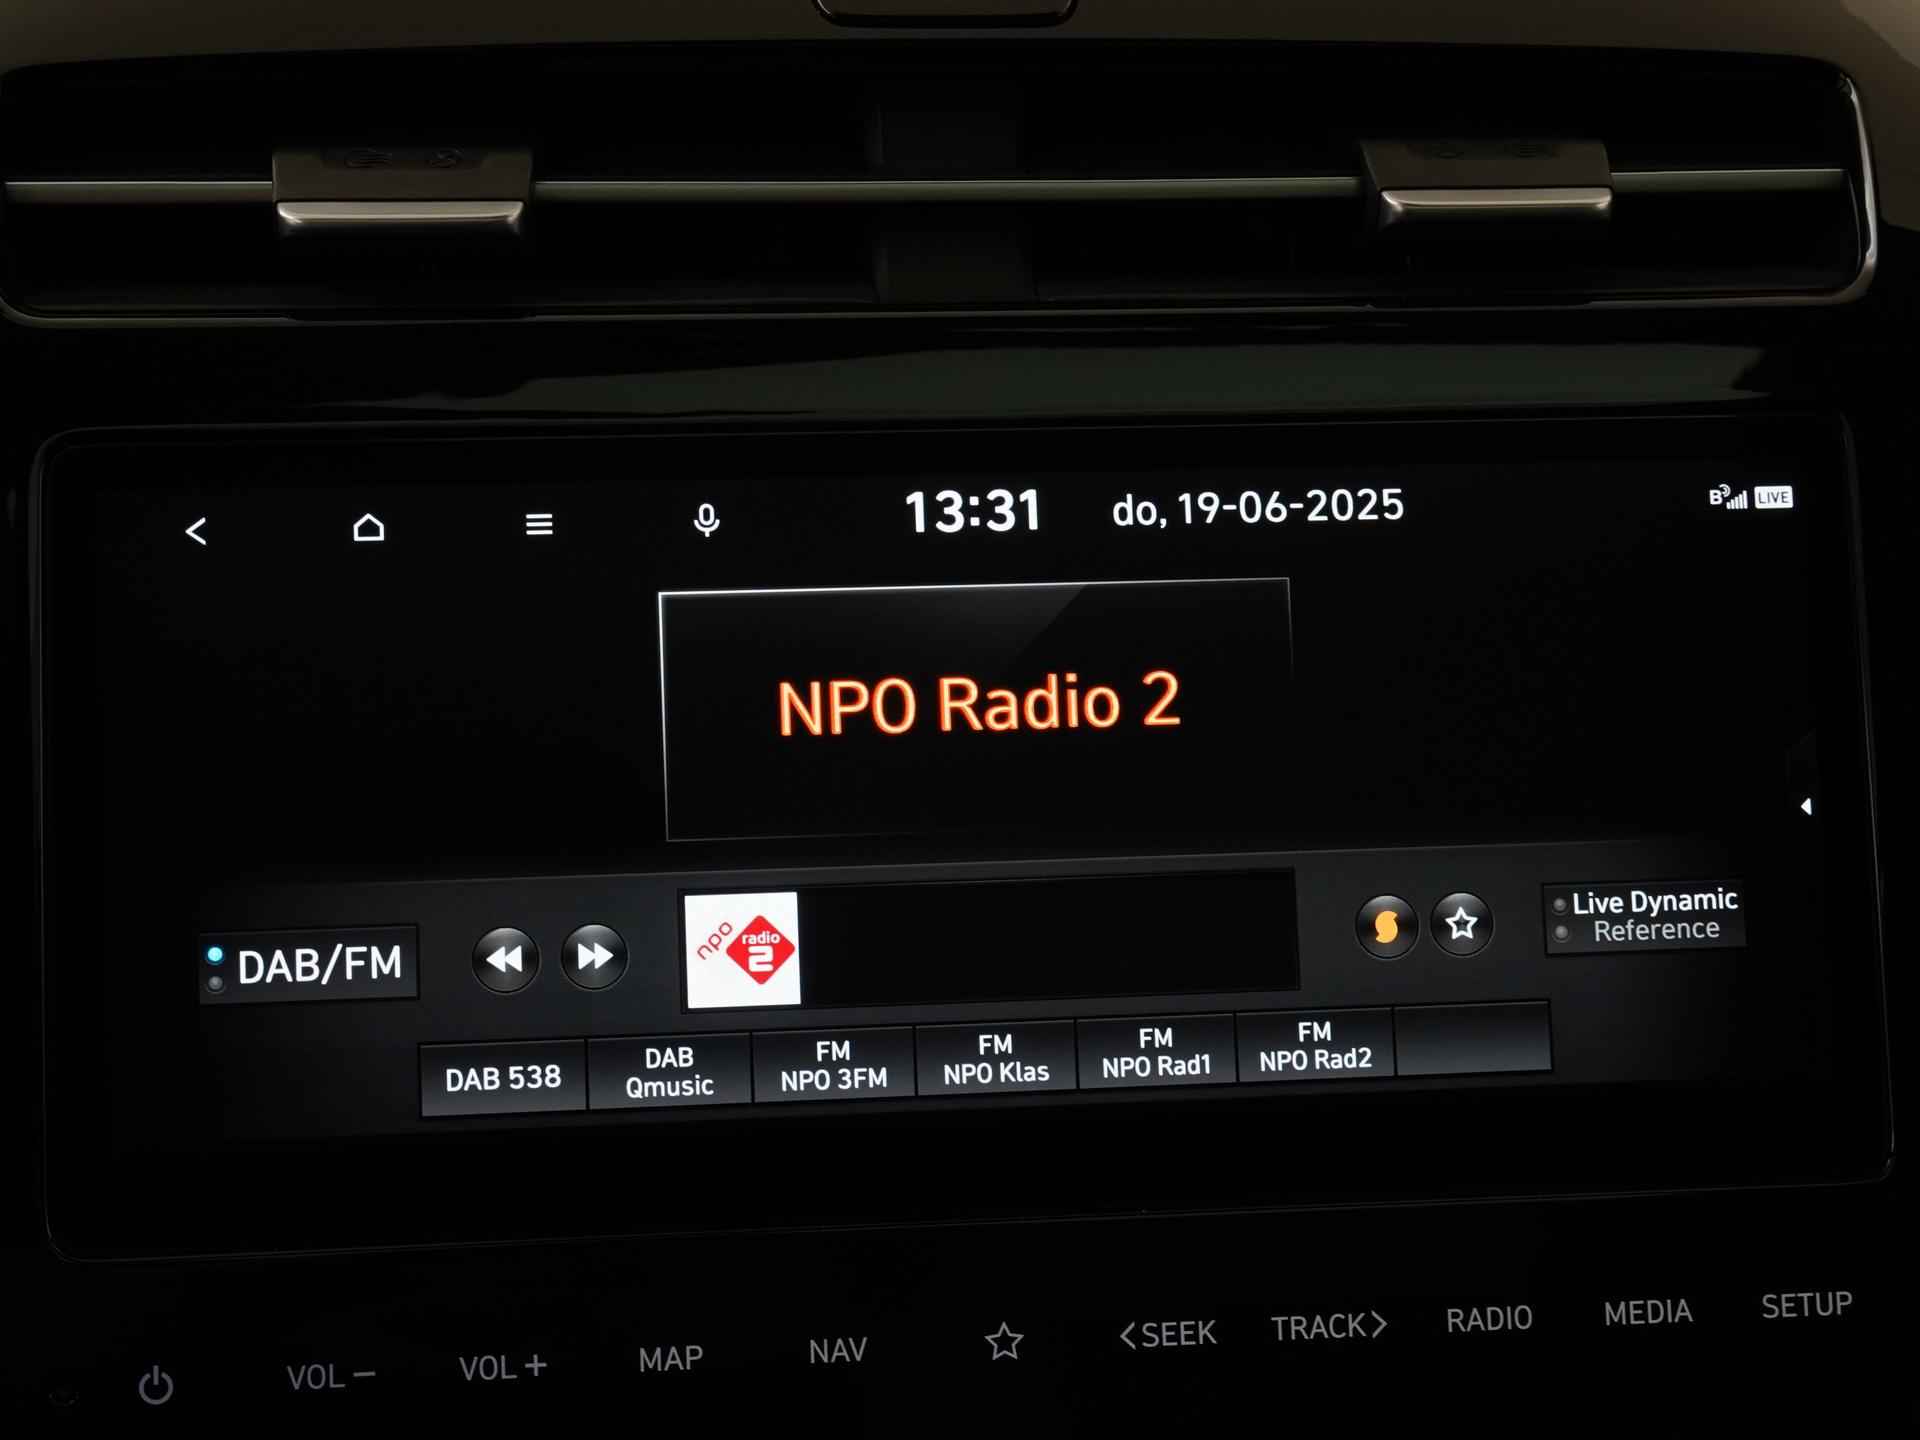 13:31 do, 19-06-2025 B LIVE
NPO Radio 2
DAB/FM
npo radio 2
Live Dynamic
Reference
DAB 538
DAB
Qmusic
FM
NPO 3FM
FM
NPO Klas
FM
NPO Rad1
FM
NPO Rad2
VOL − VOL + MAP NAV <SEEK TRACK> RADIO MEDIA SETUP